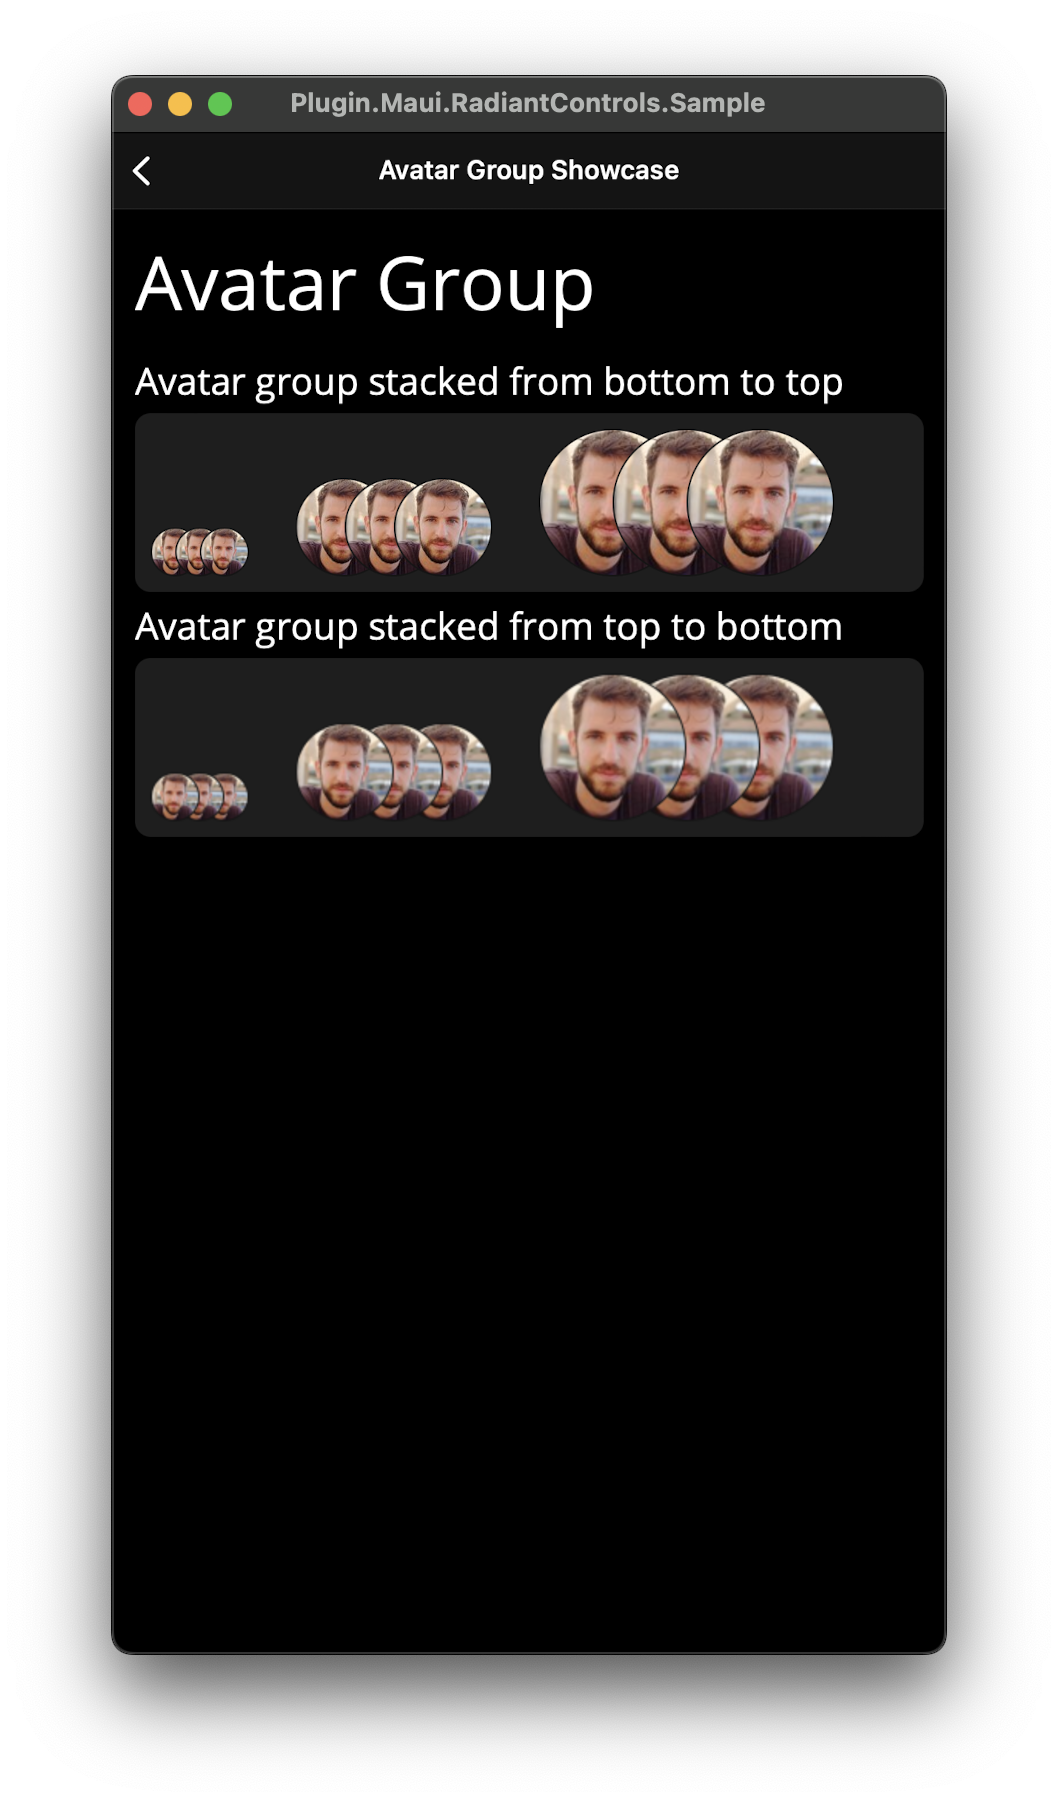 Plugin.Maui.RadiantControls.Sample
Avatar Group Showcase
Avatar Group
Avatar group stacked from bottom to top
Avatar group stacked from top to bottom